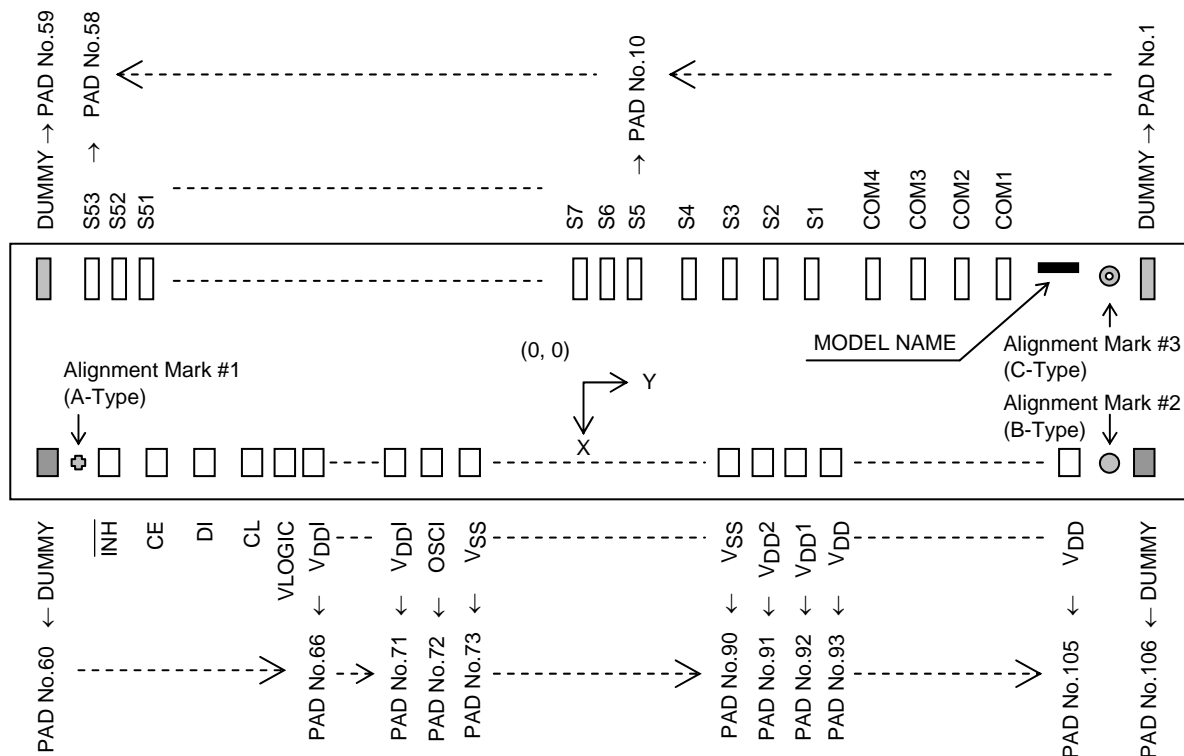 DUMMY → PAD No.59
→ PAD No.58
→ PAD No.10
DUMMY → PAD No.1
S53
S52
S51
S7
S6
S5
S4
S3
S2
S1
COM4
COM3
COM2
COM1
MODEL NAME
Alignment Mark #3
(C-Type)
(0, 0)
Y
X
Alignment Mark #1
(A-Type)
Alignment Mark #2
(B-Type)
PAD No.60 ← DUMMY
INH
CE
DI
CL
VLOGIC
PAD No.66 ← VDDI
PAD No.71 ← VDDI
PAD No.72 ← OSCI
PAD No.73 ← VSS
PAD No.90 ← VSS
PAD No.91 ← VDD2
PAD No.92 ← VDD1
PAD No.93 ← VDD
PAD No.105 ← VDD
PAD No.106 ← DUMMY